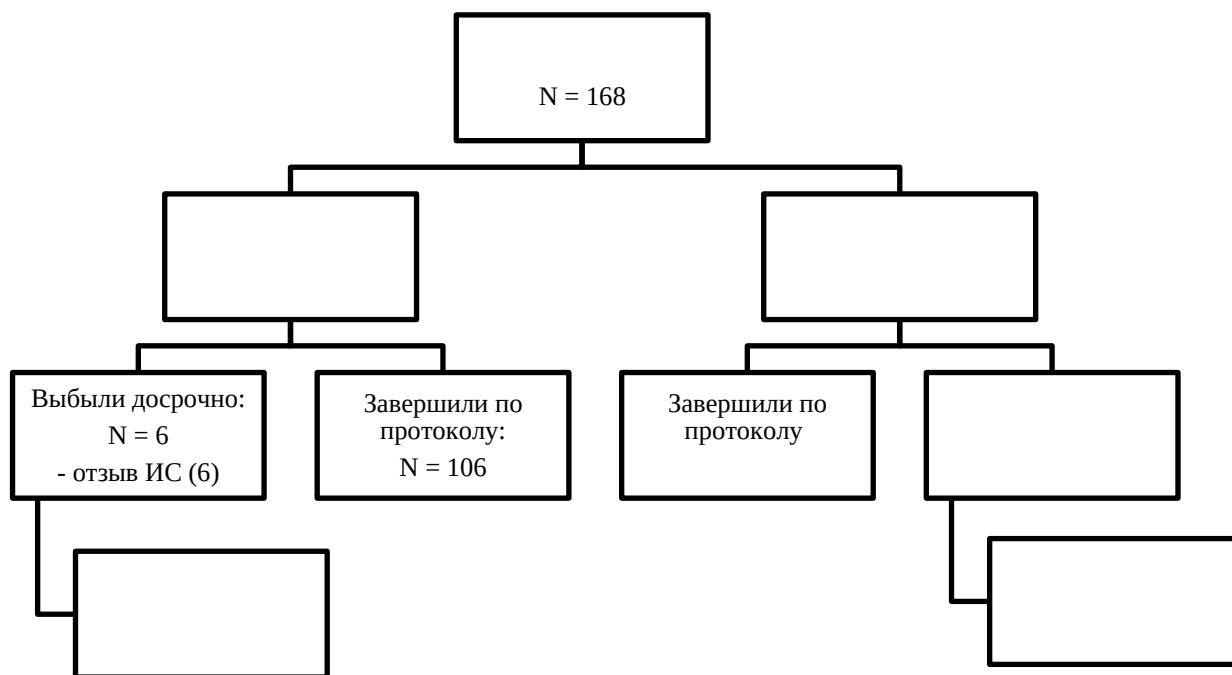 N = 168
Выбыли досрочно:
N = 6
- отзыв ИС (6)
Завершили по
протоколу:
N = 106
Завершили по
протоколу